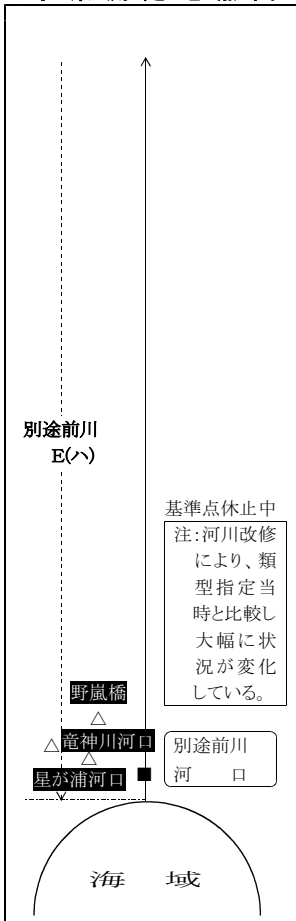 別途前川
E(ハ)
基準点休止中
注:河川改修
により、類
型指定当
時と比較し
大幅に状
況が変化
している。
野嵐橋
竜神川河口
星が浦河口
別途前川
河　口
海　域